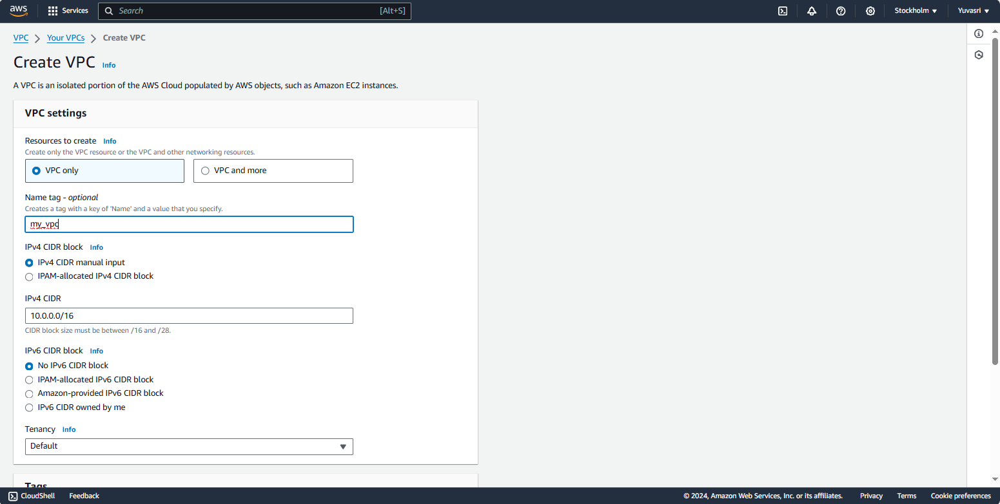 aws Services Search [Alt+S] Stockholm Yuvasri
VPC Your VPCs Create VPC
Create VPC Info
A VPC is an isolated portion of the AWS Cloud populated by AWS objects, such as Amazon EC2 instances.
VPC settings
Resources to create Info
Create only the VPC resource or the VPC and other networking resources.
VPC only VPC and more
Name tag - optional
Creates a tag with a key of 'Name' and a value that you specify.
my_vpc
IPv4 CIDR block Info
IPv4 CIDR manual input
IPAM-allocated IPv4 CIDR block
IPv4 CIDR
10.0.0.0/16
CIDR block size must be between /16 and /28.
IPv6 CIDR block Info
No IPv6 CIDR block
IPAM-allocated IPv6 CIDR block
Amazon-provided IPv6 CIDR block
IPv6 CIDR owned by me
Tenancy Info
Default
Tags
CloudShell Feedback © 2024, Amazon Web Services, Inc. or its affiliates. Privacy Terms Cookie preferences